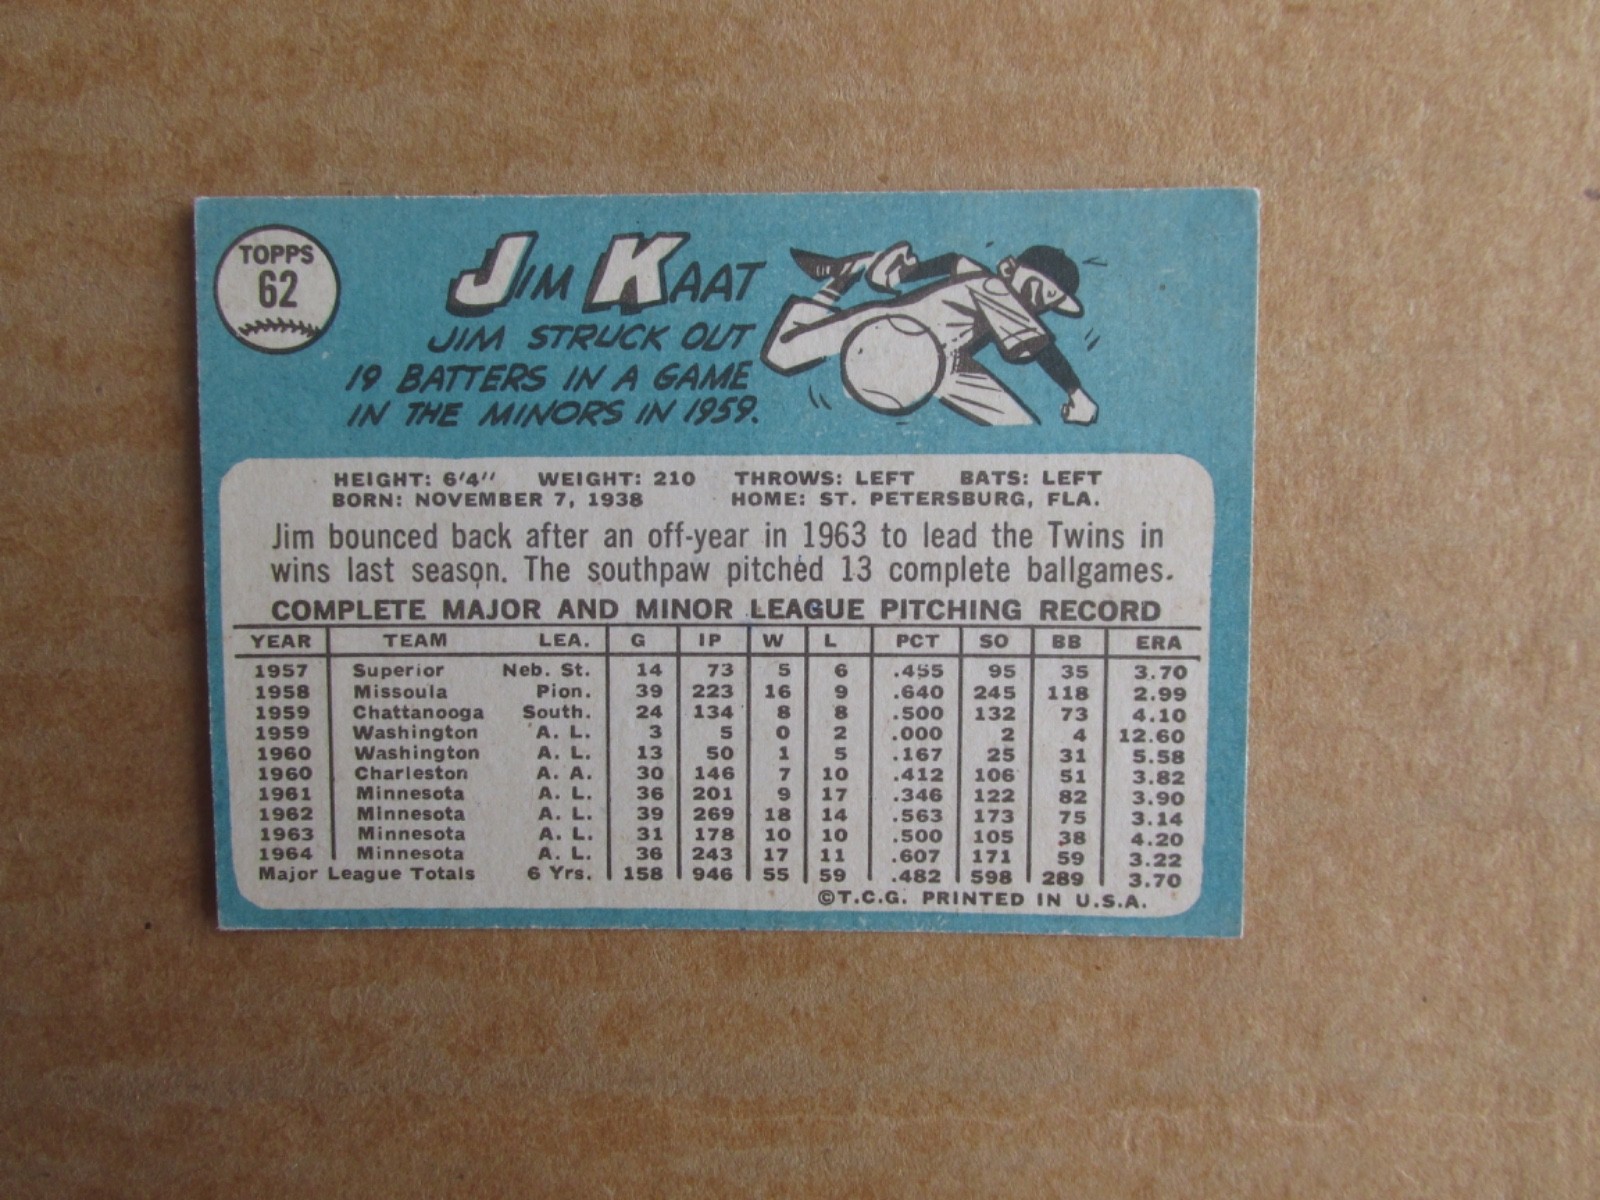 TOPPS
62
JIM KAAT
JIM STRUCK OUT
19 BATTERS IN A GAME
IN THE MINORS IN 1959.
HEIGHT: 6'4" WEIGHT: 210 THROWS: LEFT BATS: LEFT
BORN: NOVEMBER 7, 1938 HOME: ST. PETERSBURG, FLA.
Jim bounced back after an off-year in 1963 to lead the Twins in
wins last season. The southpaw pitched 13 complete ballgames.
COMPLETE MAJOR AND MINOR LEAGUE PITCHING RECORD
YEAR TEAM LEA. G IP W L PCT SO BB ERA
1957 Superior Neb. St. 14 73 5 6 .455 95 35 3.70
1958 Missoula Pion. 39 223 16 9 .640 245 118 2.99
1959 Chattanooga South. 24 134 8 8 .500 132 73 4.10
1959 Washington A. L. 3 5 0 2 .000 2 4 12.60
1960 Washington A. L. 13 50 1 5 .167 25 31 5.58
1960 Charleston A. A. 30 146 7 10 .412 106 51 3.82
1961 Minnesota A. L. 36 201 9 17 .346 122 82 3.90
1962 Minnesota A. L. 39 269 18 14 .563 173 75 3.14
1963 Minnesota A. L. 31 178 10 10 .500 105 38 4.20
1964 Minnesota A. L. 36 243 17 11 .607 171 59 3.22
Major League Totals 6 Yrs. 158 946 55 59 .482 598 289 3.70
©T.C.G. PRINTED IN U.S.A.